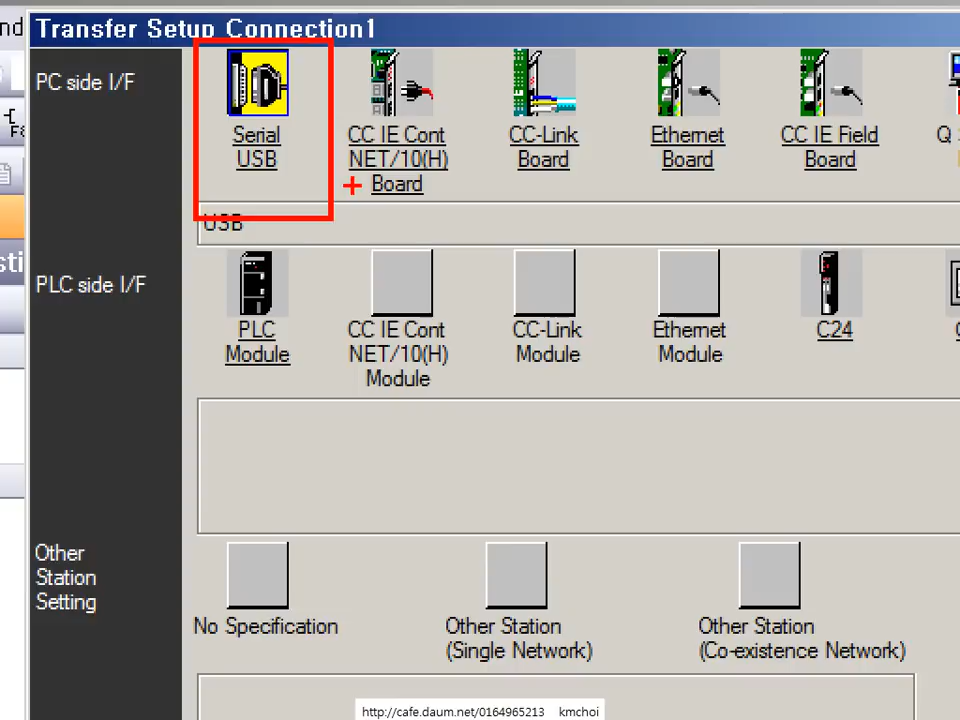 nd
Transfer Setup Connection1
PC side I/F
Serial
USB
CC IE Cont
NET/10(H)
Board
CC-Link
Board
Ethernet
Board
CC IE Field
Board
Q
USB
sti
PLC side I/F
PLC
Module
CC IE Cont
NET/10(H)
Module
CC-Link
Module
Ethernet
Module
C24
Other
Station
Setting
No Specification
Other Station
(Single Network)
Other Station
(Co-existence Network)
http://cafe.daum.net/0164965213 kmchoi